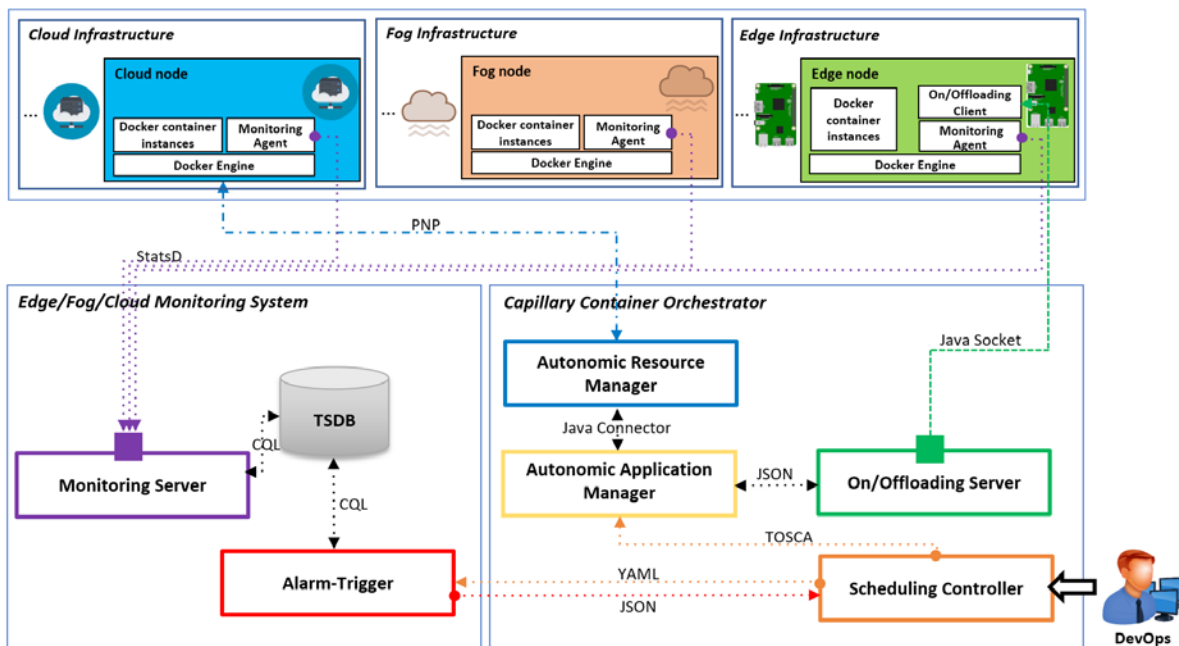 Cloud Infrastructure
Cloud node
...
Docker container
instances
Monitoring
Agent
Docker Engine
Fog Infrastructure
Fog node
...
Docker container
instances
Monitoring
Agent
Docker Engine
Edge Infrastructure
Edge node
...
Docker
container
instances
On/Offloading
Client
Monitoring
Agent
Docker Engine
PNP
StatsD
Edge/Fog/Cloud Monitoring System
TSDB
CQL
Monitoring Server
CQL
Alarm-Trigger
Capillary Container Orchestrator
Java Socket
Autonomic Resource
Manager
Java Connector
Autonomic Application
Manager
JSON
On/Offloading Server
TOSCA
YAML
JSON
Scheduling Controller
DevOps